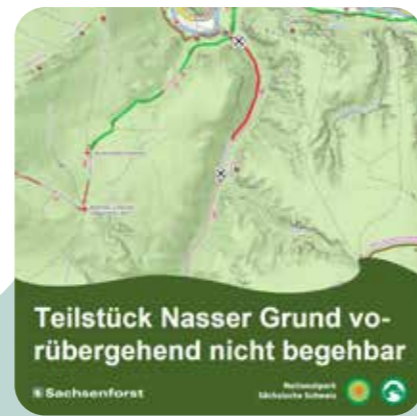 Teilstück Nasser Grund vo-
rübergehend nicht begehbar
Sachsenforst
Nationalpark
Sächsische Schweiz